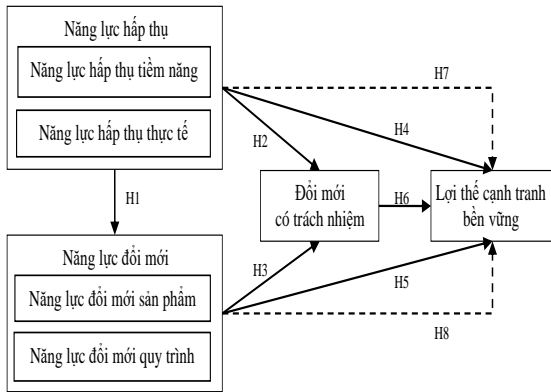 Năng lực hấp thụ
Năng lực hấp thụ tiềm năng
Năng lực hấp thụ thực tế
H7
H2
H4
H1
Đổi mới
có trách nhiệm
H6
Lợi thế cạnh tranh
bền vững
Năng lực đổi mới
Năng lực đổi mới sản phẩm
Năng lực đổi mới quy trình
H3
H5
H8